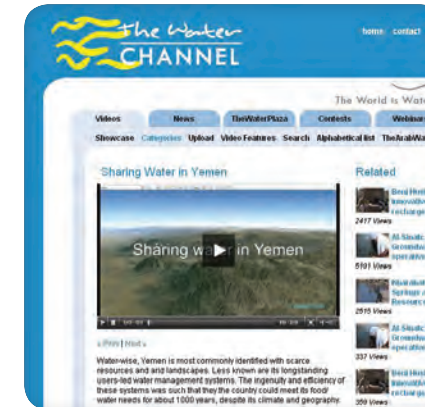 The Water
CHANNEL
home contact
The World Is Wat
Videos News TheWaterPlaza Contests Webinars
Showcase Categories Upload Video Features Search Alphabetical list TheArabWa
Sharing Water in Yemen
Related
Sharing water in Yemen
2417 Views
5101 Views
2515 Views
337 Views
359 Views
« Prev | Next »
Water-wise, Yemen is most commonly identified with scarce
resources and arid landscapes. Less known are its longstanding
users-led water management systems. The ingenuity and efficiency of
these systems was such that they the country could meet its food/
water needs for about 1000 years, despite its climate and geography.